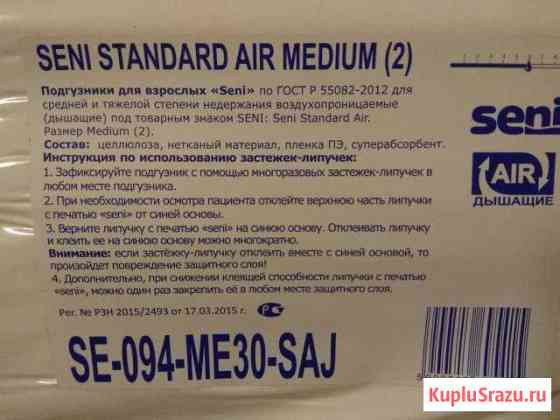 SENI STANDARD AIR MEDIUM (2)
Подгузники для взрослых «Seni» по ГОСТ Р 55082-2012 для
средней и тяжелой степени недержания воздухопроницаемые
(дышащие) под товарным знаком SENI: Seni Standard Air.
Размер Medium (2).
Состав: целлюлоза, нетканый материал, пленка ПЭ, суперабсорбент.
Инструкция по использованию застежек-липучек:
1. Зафиксируйте подгузник с помощью многоразовых застежек-липучек в
любом месте подгузника.
2. При необходимости осмотра пациента отклейте верхнюю часть липучки
с печатью «seni» от синей основы.
3. Верните липучку с печатью «seni» на синюю основу. Отклеивать липучку
и клеить ее на синюю основу можно многократно.
Внимание: если застёжку-липучку отклеить вместе с синей основой, то
произойдет повреждение защитного слоя!
4. Дополнительно, при снижении клеящей способности липучки с печатью
«seni», можно один раз закрепить её в любом месте защитного слоя!
Рег. № РЗН 2015/2493 от 17.03.2015 г.
SE-094-ME30-SAJ
seni
AIR
ДЫШАЩИЕ
KupluSrazu.ru